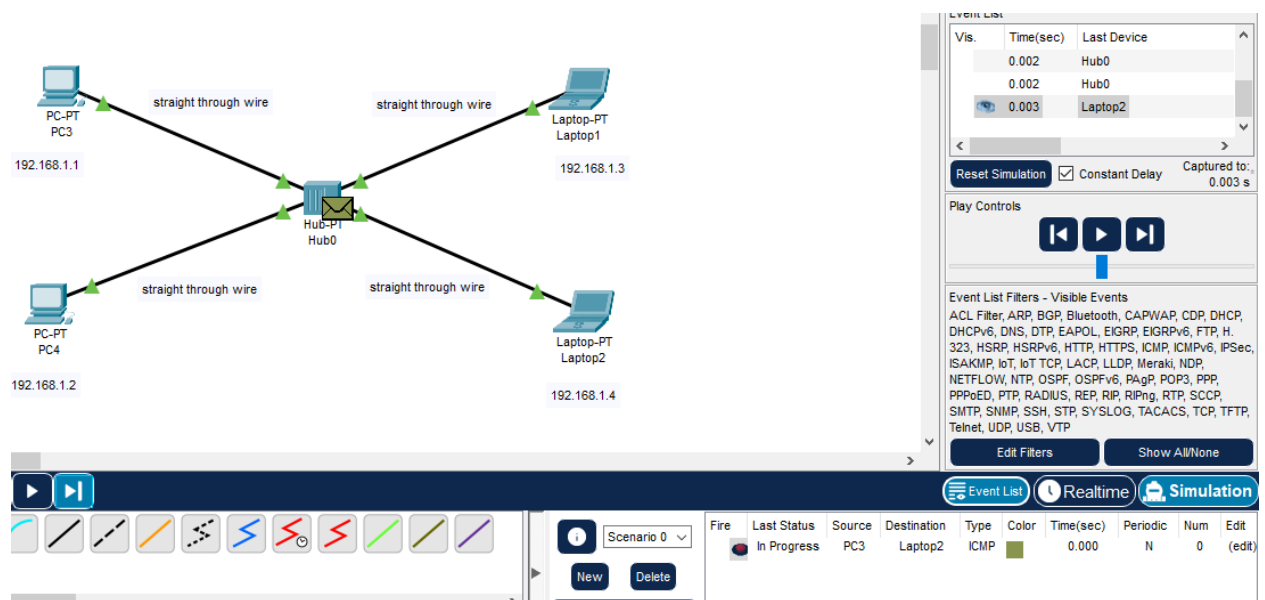 Event List
Vis. Time(sec) Last Device
0.002 Hub0
0.002 Hub0
0.003 Laptop2
Reset Simulation Constant Delay Captured to:
0.003 s
Play Controls
Event List Filters - Visible Events
ACL Filter, ARP, BGP, Bluetooth, CAPWAP, CDP, DHCP,
DHCPv6, DNS, DTP, EAPOL, EIGRP, EIGRPv6, FTP, H.
323, HSRP, HSRPv6, HTTP, HTTPS, ICMP, ICMPv6, IPSec,
ISAKMP, IoT, IoT TCP, LACP, LLDP, Meraki, NDP,
NETFLOW, NTP, OSPF, OSPFv6, PAgP, POP3, PPP,
PPPoED, PTP, RADIUS, REP, RIP, RIPng, RTP, SCCP,
SMTP, SNMP, SSH, STP, SYSLOG, TACACS, TCP, TFTP,
Telnet, UDP, USB, VTP
Edit Filters Show All/None
straight through wire
straight through wire
PC-PT
PC3
192.168.1.1
Laptop-PT
Laptop1
192.168.1.3
Hub-PT
Hub0
straight through wire
straight through wire
PC-PT
PC4
192.168.1.2
Laptop-PT
Laptop2
192.168.1.4
Event List Realtime Simulation
Scenario 0
New Delete
Fire Last Status Source Destination Type Color Time(sec) Periodic Num Edit
In Progress PC3 Laptop2 ICMP 0.000 N 0 (edit)